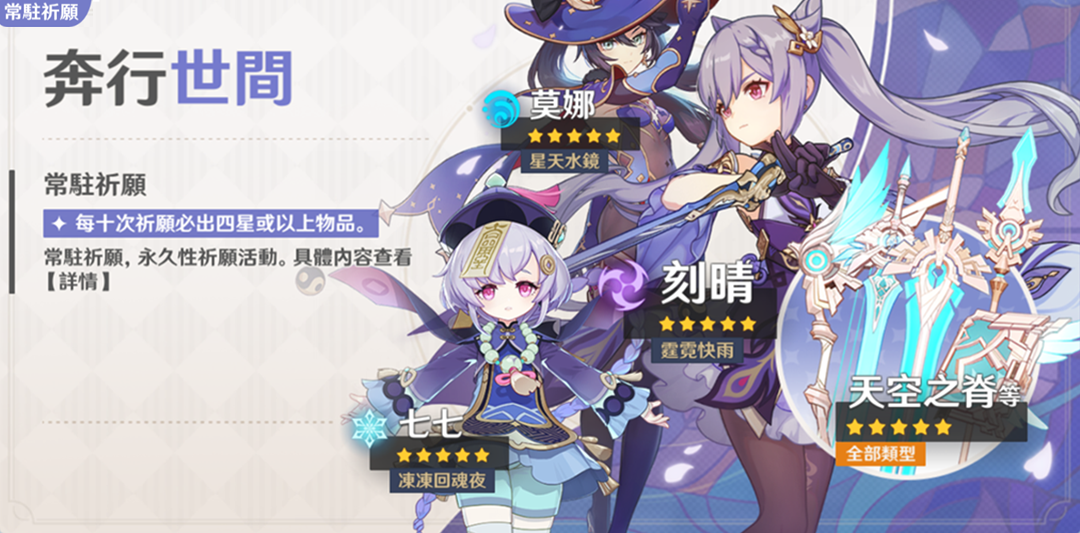 常駐祈願
奔行世間
常駐祈願
✦ 每十次祈願必出四星或以上物品。
常駐祈願，永久性祈願活動。具體內容查看
【詳情】
莫娜
★★★★★
星天水鏡
刻晴
★★★★★
霆霓快雨
七七
★★★★★
凍凍回魂夜
天空之脊等
★★★★★
全部類型